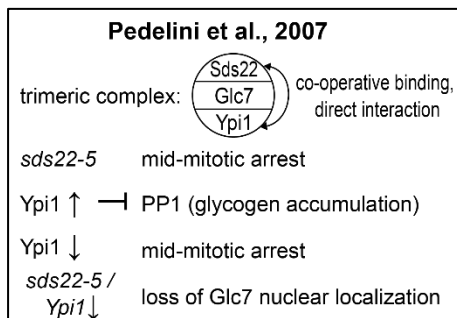 Pedelini et al., 2007
Sds22
trimeric complex: Glc7
Ypi1
co-operative binding,
direct interaction
sds22-5 mid-mitotic arrest
Ypi1 ↑ ⊣ PP1 (glycogen accumulation)
Ypi1 ↓ mid-mitotic arrest
sds22-5 /
Ypi1↓ loss of Glc7 nuclear localization